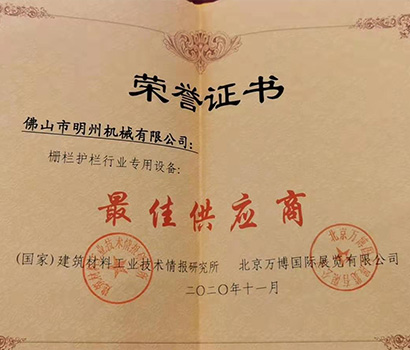 荣誉证书
佛山市明州机械有限公司:
栅栏护栏行业专用设备:
最佳供应商
(国家)建筑材料工业技术情报研究所 北京万博国际展览有限公司
二〇二〇年十一月